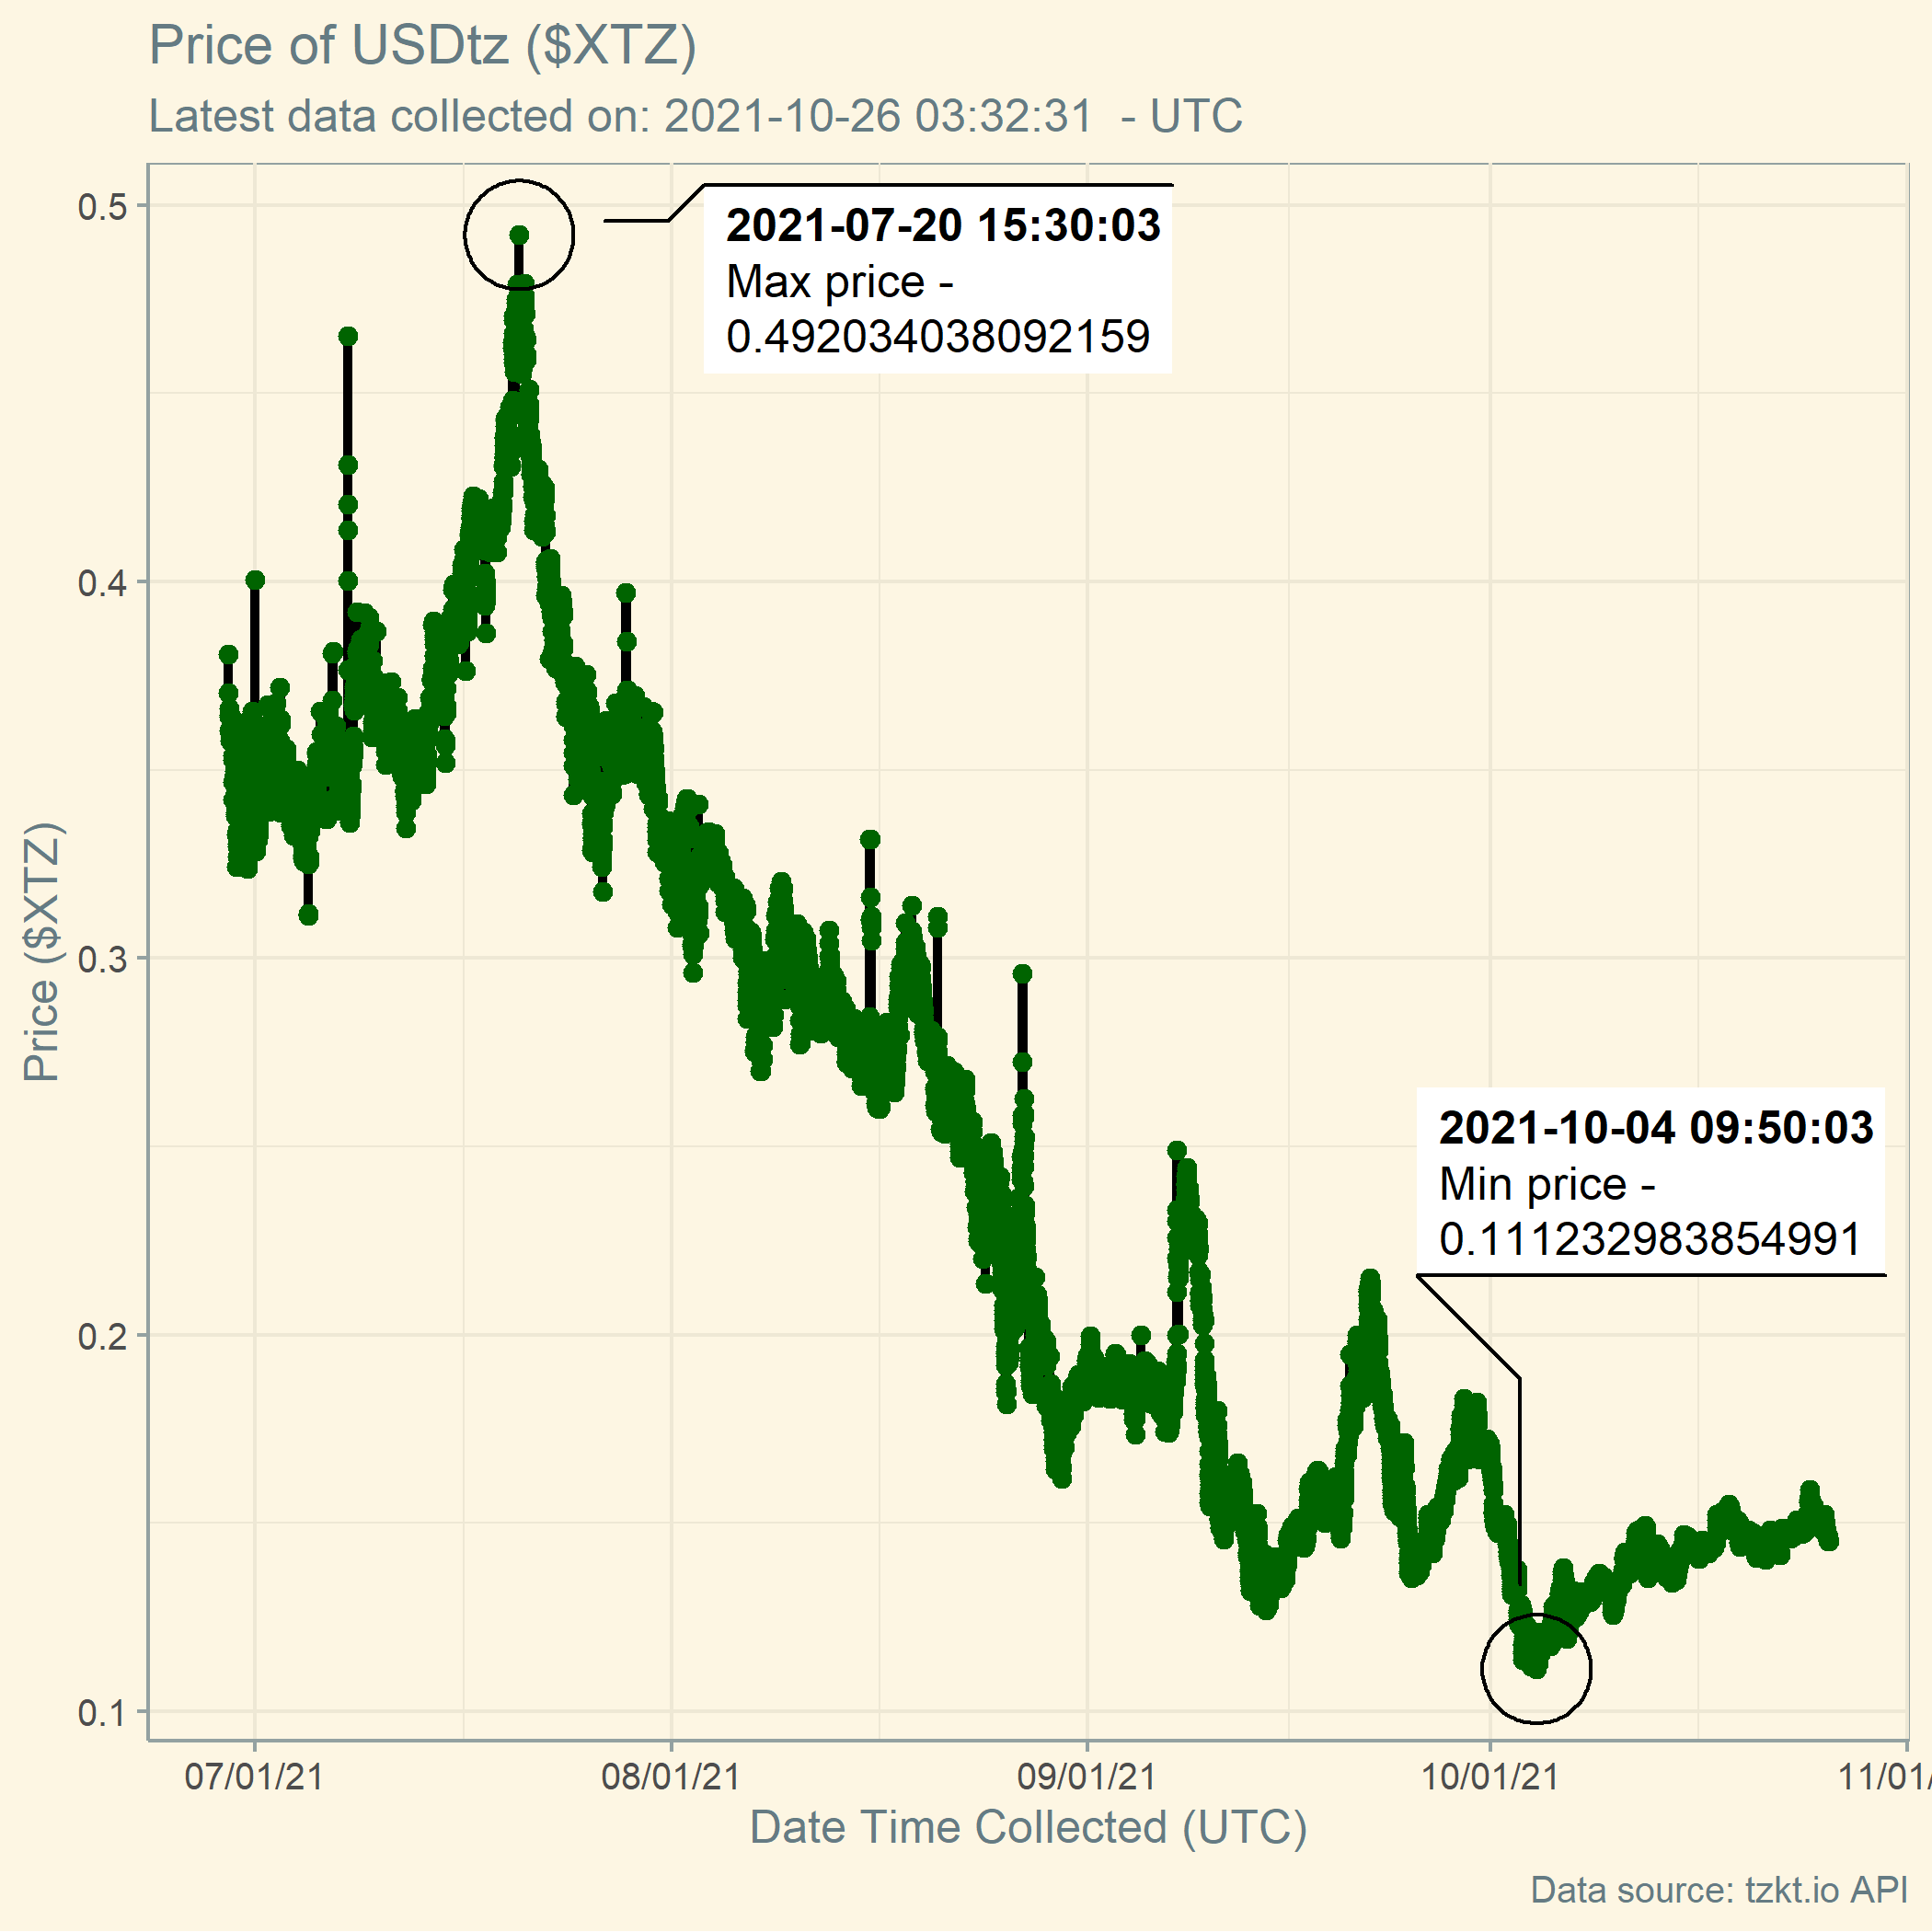 Price of USDtz ($XTZ)
Latest data collected on: 2021-10-26 03:32:31  - UTC
0.5
0.4
0.3
0.2
0.1
Price ($XTZ)
2021-07-20 15:30:03
Max price -
0.492034038092159
2021-10-04 09:50:03
Min price -
0.111232983854991
07/01/21
08/01/21
09/01/21
10/01/21
11/01/
Date Time Collected (UTC)
Data source: tzkt.io API